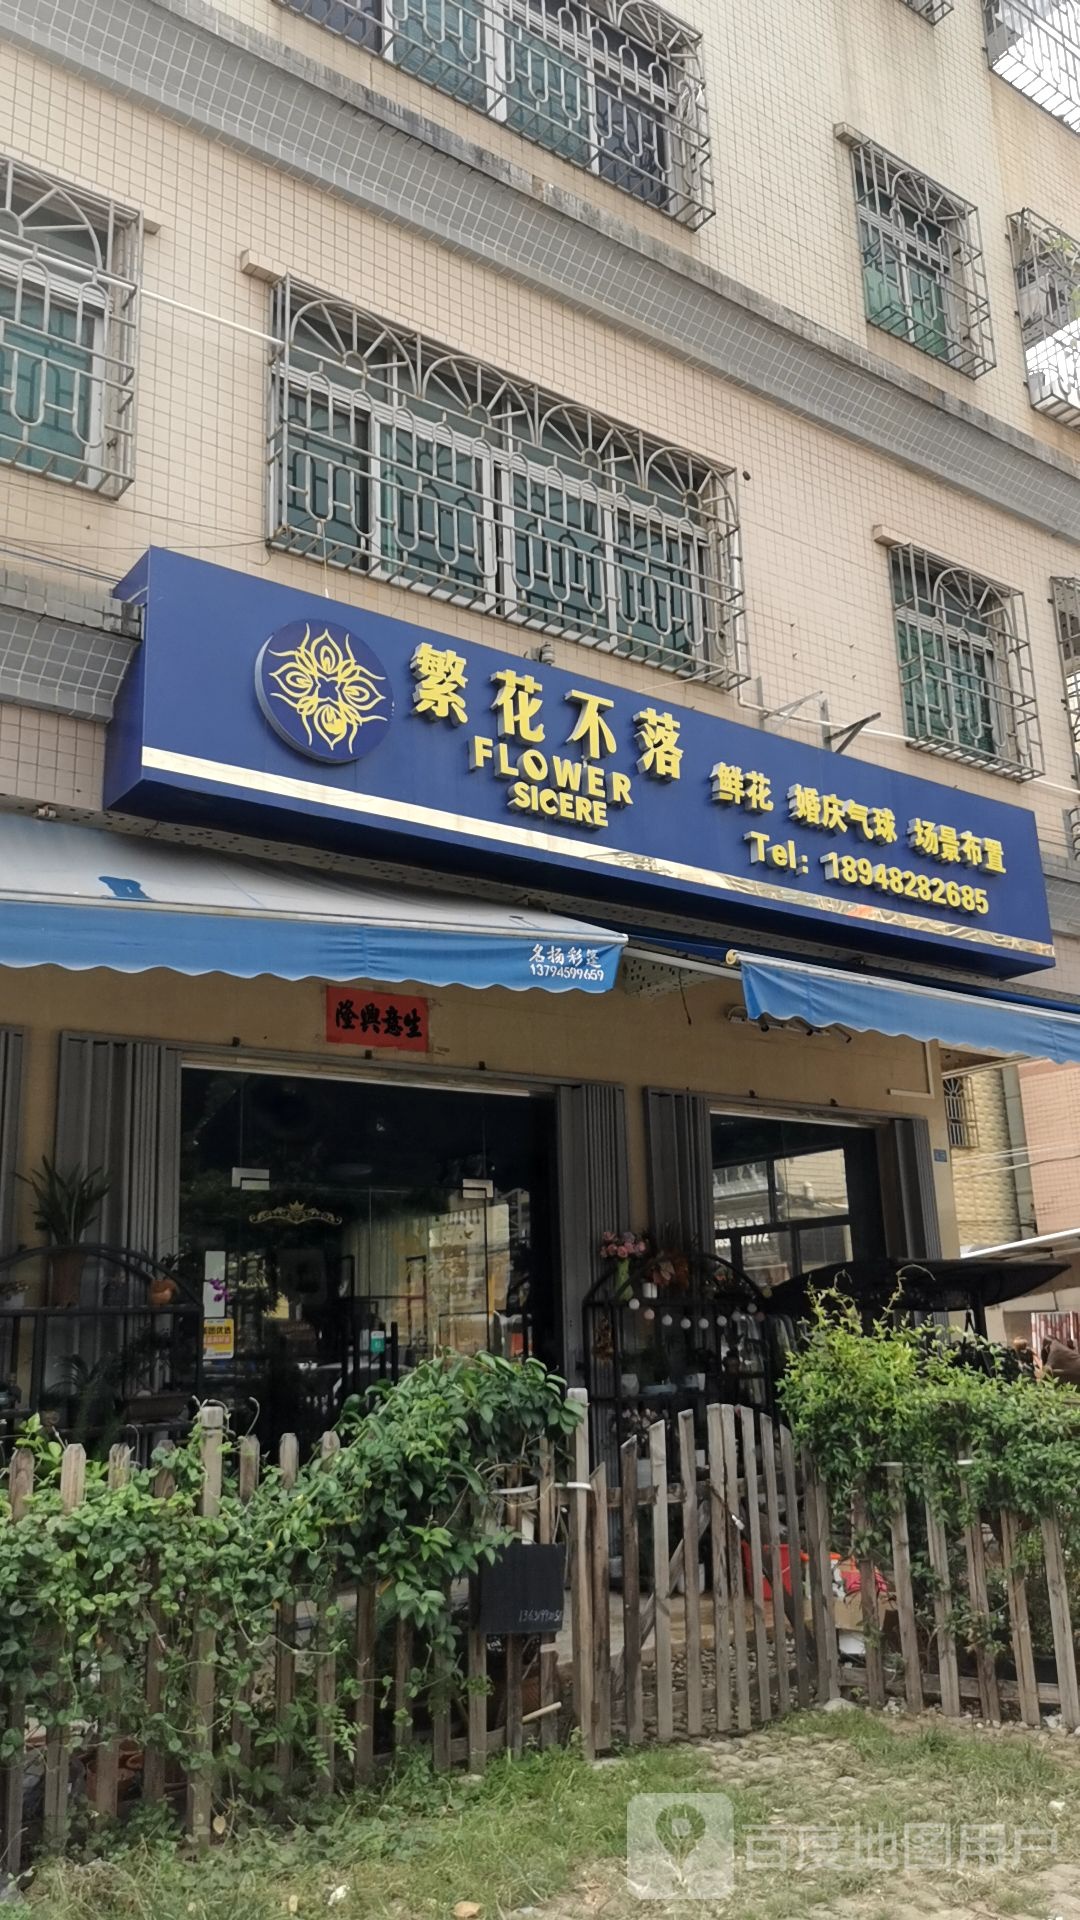 繁花不落
FLOWER
SICERE
鲜花 婚庆气球 场景布置
Tel: 18948282685
名扬彩篷
13794599659
隆興意生
百度地图用户